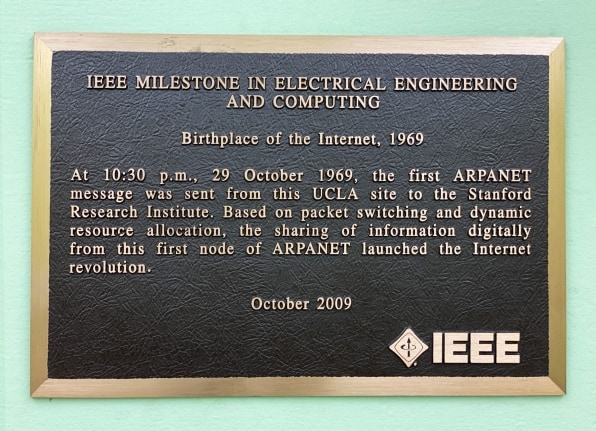 IEEE MILESTONE IN ELECTRICAL ENGINEERING
AND COMPUTING
Birthplace of the Internet, 1969
At 10:30 p.m., 29 October 1969, the first ARPANET
message was sent from this UCLA site to the Stanford
Research Institute. Based on packet switching and dynamic
resource allocation, the sharing of information digitally
from this first node of ARPANET launched the Internet
revolution.
October 2009
IEEE